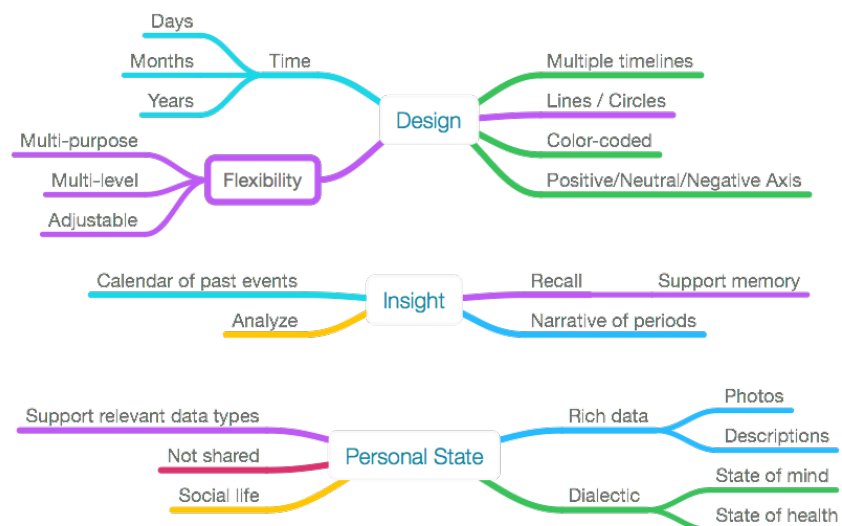 Days
Months
Time
Years
Multi-purpose
Multi-level
Flexibility
Adjustable
Design
Multiple timelines
Lines / Circles
Color-coded
Positive/Neutral/Negative Axis
Calendar of past events
Analyze
Insight
Recall
Support memory
Narrative of periods
Support relevant data types
Not shared
Social life
Personal State
Rich data
Photos
Descriptions
Dialectic
State of mind
State of health